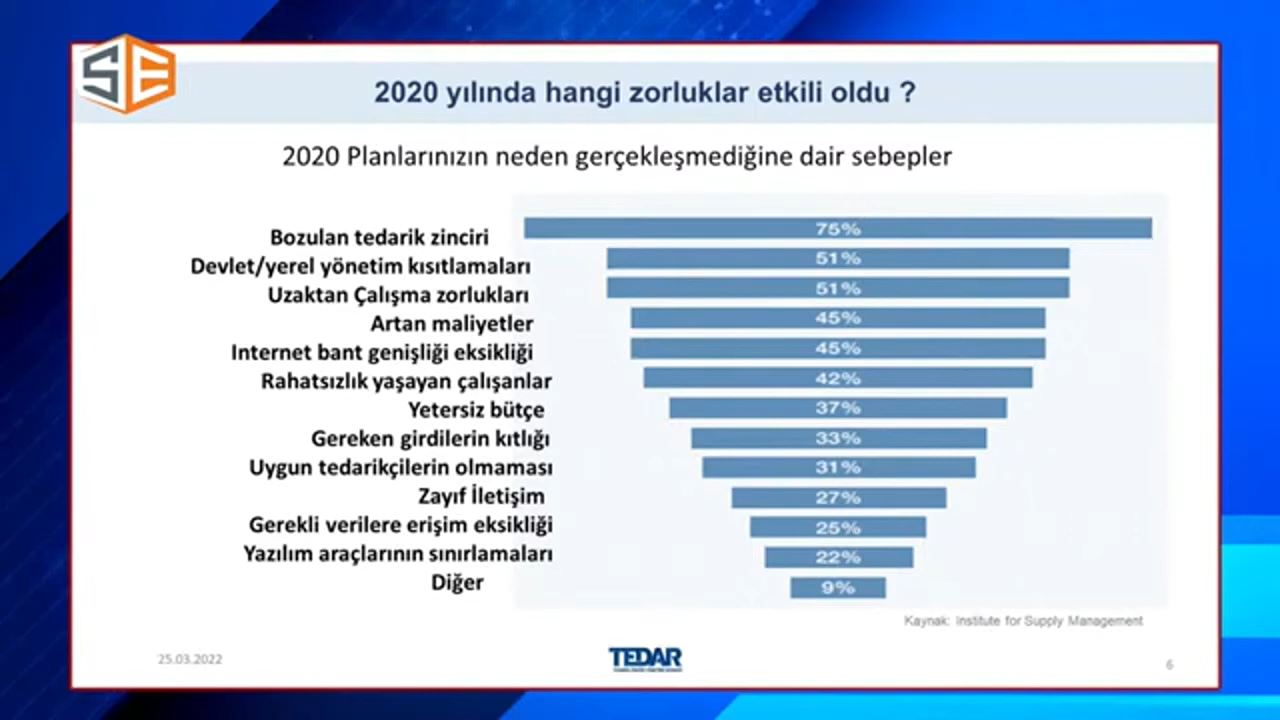 SE
2020 yılında hangi zorluklar etkili oldu ?
2020 Planlarınızın neden gerçekleşmediğine dair sebepler
Bozulan tedarik zinciri 75%
Devlet/yerel yönetim kısıtlamaları 51%
Uzaktan Çalışma zorlukları 51%
Artan maliyetler 45%
Internet bant genişliği eksikliği 45%
Rahatsızlık yaşayan çalışanlar 42%
Yetersiz bütçe 37%
Gereken girdilerin kıtlığı 33%
Uygun tedarikçilerin olmaması 31%
Zayıf İletişim 27%
Gerekli verilere erişim eksikliği 25%
Yazılım araçlarının sınırlamaları 22%
Diğer 9%
Kaynak: Institute for Supply Management
25.03.2022
TEDAR
6